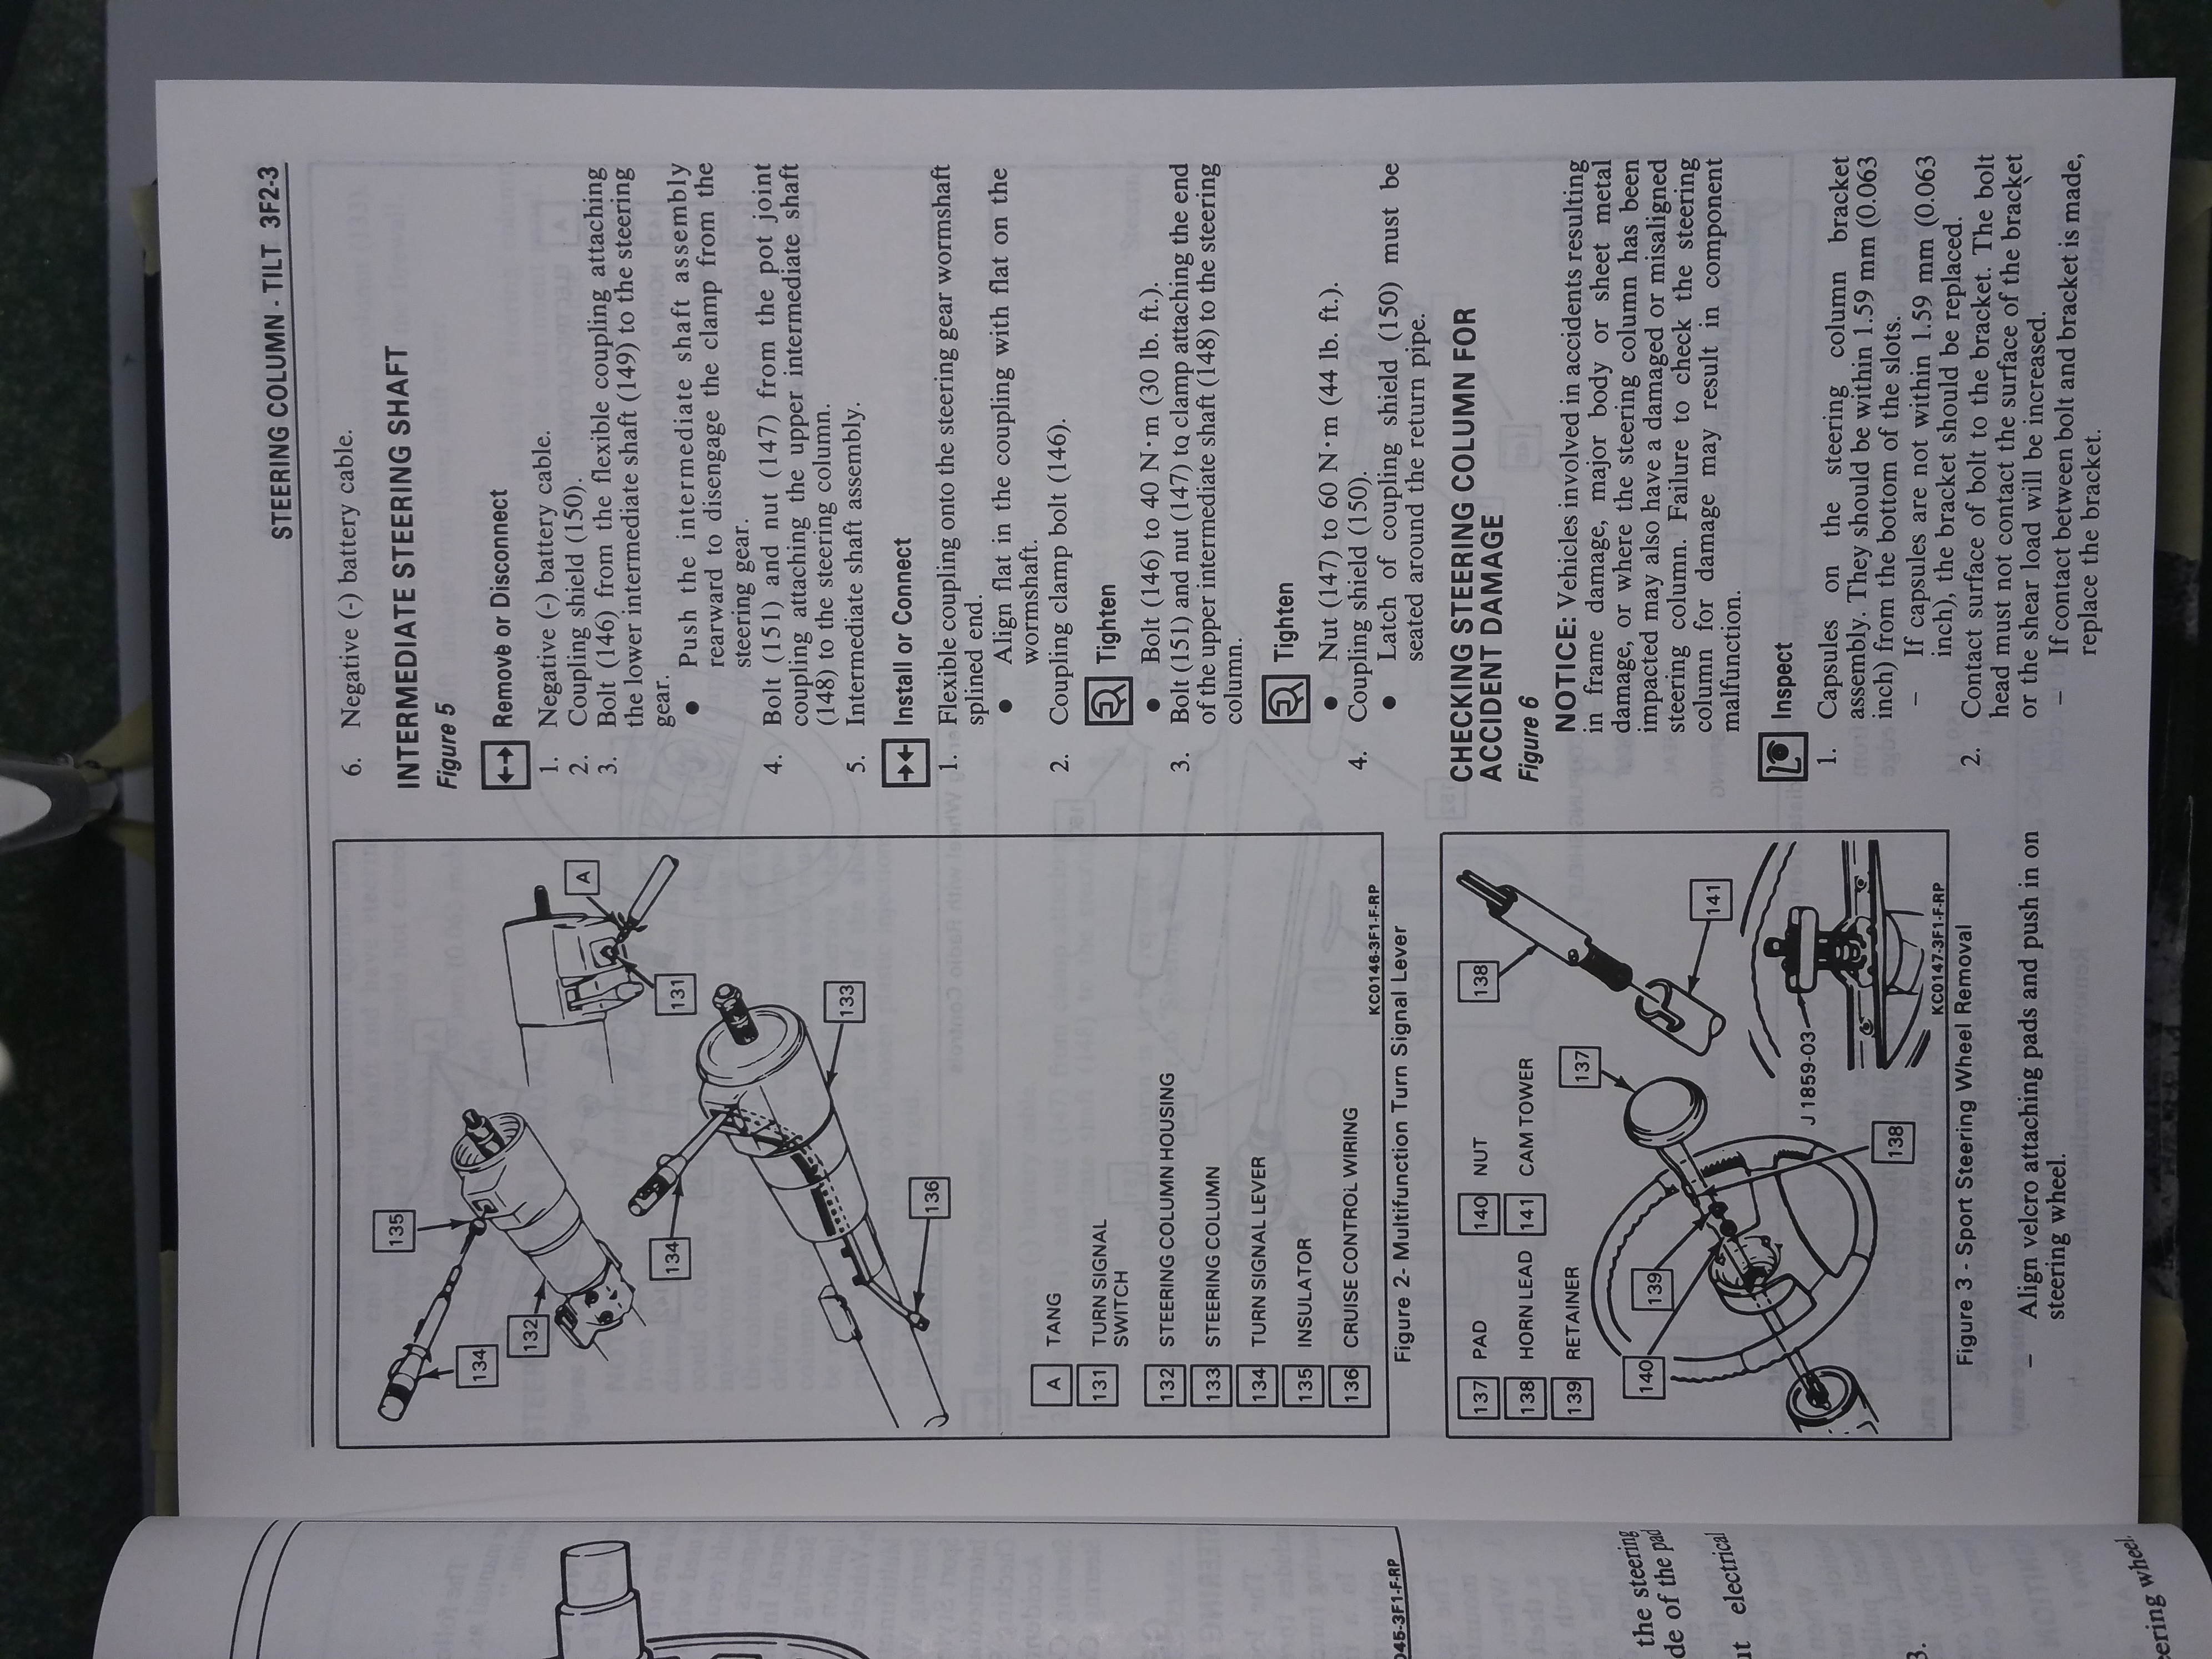 STEERING COLUMN - TILT 3F2-3
135
134
132
A
131
134
133
136
A TANG
131 TURN SIGNAL
SWITCH
132 STEERING COLUMN HOUSING
133 STEERING COLUMN
134 TURN SIGNAL LEVER
135 INSULATOR
136 CRUISE CONTROL WIRING
KC0146-3F1-F-RP
Figure 2- Multifunction Turn Signal Lever
137 PAD
138 HORN LEAD
139 RETAINER
140 NUT
141 CAM TOWER
138
141
137
139
140
138
J 1859-03
KC0147-3F1-F-RP
Figure 3 - Sport Steering Wheel Removal
– Align velcro attaching pads and push in on
steering wheel.
6. Negative (-) battery cable.
INTERMEDIATE STEERING SHAFT
Figure 5
Remove or Disconnect
1. Negative (-) battery cable.
2. Coupling shield (150).
3. Bolt (146) from the flexible coupling attaching
the lower intermediate shaft (149) to the steering
gear.
● Push the intermediate shaft assembly
rearward to disengage the clamp from the
steering gear.
4. Bolt (151) and nut (147) from the pot joint
coupling attaching the upper intermediate shaft
(148) to the steering column.
5. Intermediate shaft assembly.
Install or Connect
1. Flexible coupling onto the steering gear wormshaft
splined end.
● Align flat in the coupling with flat on the
wormshaft.
2. Coupling clamp bolt (146).
Tighten
● Bolt (146) to 40 N·m (30 lb. ft.).
3. Bolt (151) and nut (147) to clamp attaching the end
of the upper intermediate shaft (148) to the steering
column.
Tighten
● Nut (147) to 60 N·m (44 lb. ft.).
4. Coupling shield (150).
● Latch of coupling shield (150) must be
seated around the return pipe.
CHECKING STEERING COLUMN FOR
ACCIDENT DAMAGE
Figure 6
NOTICE: Vehicles involved in accidents resulting
in frame damage, major body or sheet metal
damage, or where the steering column has been
impacted may also have a damaged or misaligned
steering column. Failure to check the steering
column for damage may result in component
malfunction.
Inspect
1. Capsules on the steering column bracket
assembly. They should be within 1.59 mm (0.063
inch) from the bottom of the slots.
– If capsules are not within 1.59 mm (0.063
inch), the bracket should be replaced.
2. Contact surface of bolt to the bracket. The bolt
head must not contact the surface of the bracket
or the shear load will be increased.
– If contact between bolt and bracket is made,
replace the bracket.
045-3F1-F-RP
the steering
de of the pad
electrical
3.
eering wheel.